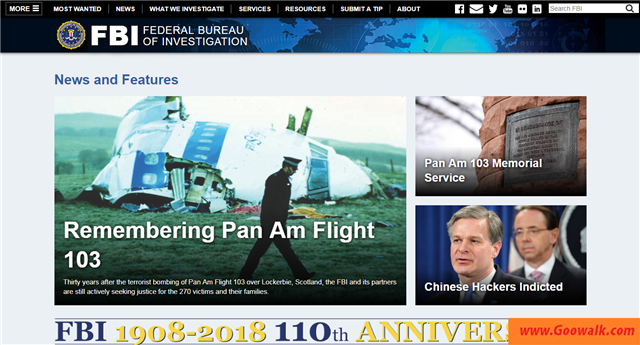 MORE ☰ MOST WANTED NEWS WHAT WE INVESTIGATE SERVICES RESOURCES SUBMIT A TIP ABOUT Search FBI
FBI FEDERAL BUREAU
OF INVESTIGATION
News and Features
Remembering Pan Am Flight
103
Thirty years after the terrorist bombing of Pan Am Flight 103 over Lockerbie, Scotland, the FBI and its partners
are still actively seeking justice for the 270 victims and their families.
Pan Am 103 Memorial
Service
Chinese Hackers Indicted
FBI 1908-2018 110th ANNIVERS
www.Goowalk.com